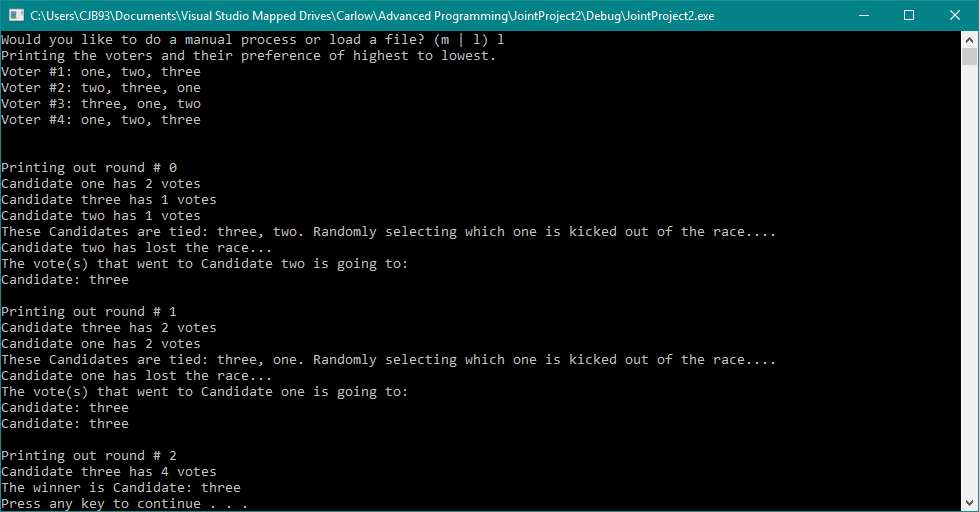 C:\Users\CJB93\Documents\Visual Studio Mapped Drives\Carlow\Advanced Programming\JointProject2\Debug\JointProject2.exe
Would you like to do a manual process or load a file? (m | l) l
Printing the voters and their preference of highest to lowest.
Voter #1: one, two, three
Voter #2: two, three, one
Voter #3: three, one, two
Voter #4: one, two, three
Printing out round # 0
Candidate one has 2 votes
Candidate three has 1 votes
Candidate two has 1 votes
These Candidates are tied: three, two. Randomly selecting which one is kicked out of the race....
Candidate two has lost the race...
The vote(s) that went to Candidate two is going to:
Candidate: three
Printing out round # 1
Candidate three has 2 votes
Candidate one has 2 votes
These Candidates are tied: three, one. Randomly selecting which one is kicked out of the race....
Candidate one has lost the race...
The vote(s) that went to Candidate one is going to:
Candidate: three
Candidate: three
Printing out round # 2
Candidate three has 4 votes
The winner is Candidate: three
Press any key to continue . . .